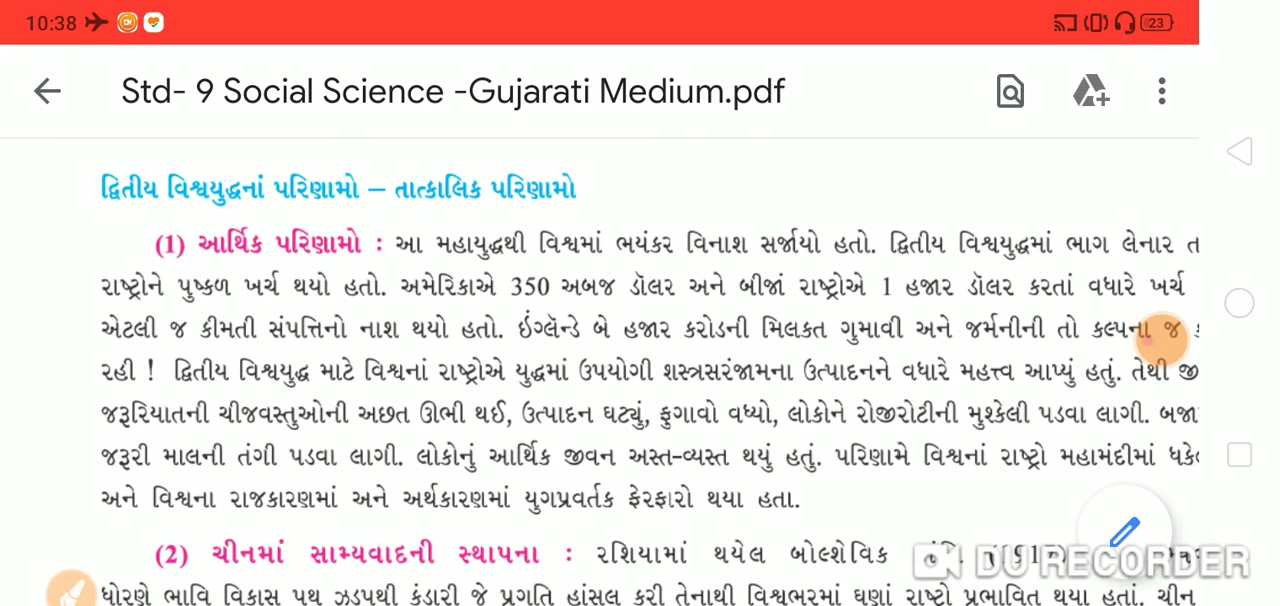 10:38
23
Std- 9 Social Science -Gujarati Medium.pdf
દ્વિતીય વિશ્વયુદ્ધનાં પરિણામો – તાત્કાલિક પરિણામો
(1) આર્થિક પરિણામો : આ મહાયુદ્ધથી વિશ્વમાં ભયંકર વિનાશ સર્જાયો હતો. દ્વિતીય વિશ્વયુદ્ધમાં ભાગ લેનાર
રાષ્ટ્રોને પુષ્કળ ખર્ચ થયો હતો. અમેરિકાએ 350 અબજ ડૉલર અને બીજાં રાષ્ટ્રોએ 1 હજાર ડૉલર કરતાં વધારે ખર્ચ
એટલી જ કીમતી સંપત્તિનો નાશ થયો હતો. ઇંગ્લૅન્ડે બે હજાર કરોડની મિલકત ગુમાવી અને જર્મનીની તો કલ્પના જ
રહી ! દ્વિતીય વિશ્વયુદ્ધ માટે વિશ્વનાં રાષ્ટ્રોએ યુદ્ધમાં ઉપયોગી શસ્ત્રસરંજામના ઉત્પાદનને વધારે મહત્ત્વ આપ્યું હતું. તેથી
જરૂરિયાતની ચીજવસ્તુઓની અછત ઊભી થઈ, ઉત્પાદન ઘટ્યું, ફુગાવો વધ્યો, લોકોને રોજીરોટીની મુશ્કેલી પડવા લાગી.
જરૂરી માલની તંગી પડવા લાગી. લોકોનું આર્થિક જીવન અસ્ત-વ્યસ્ત થયું હતું. પરિણામે વિશ્વનાં રાષ્ટ્રો મહામંદીમાં
અને વિશ્વના રાજકારણમાં અને અર્થકારણમાં યુગપ્રવર્તક ફેરફારો થયા હતા.
(2) ચીનમાં સામ્યવાદની સ્થાપના : રશિયામાં થયેલ બોલ્શેવિક (1917)
DU RECORDER
ધોરણે ભાવિ વિકાસ પથ ઝડપથી કંડારી જે પ્રગતિ હાંસલ કરી તેનાથી વિશ્વભરમાં ઘણાં રાષ્ટ્રો પ્રભાવિત થયા હતાં. ચીન